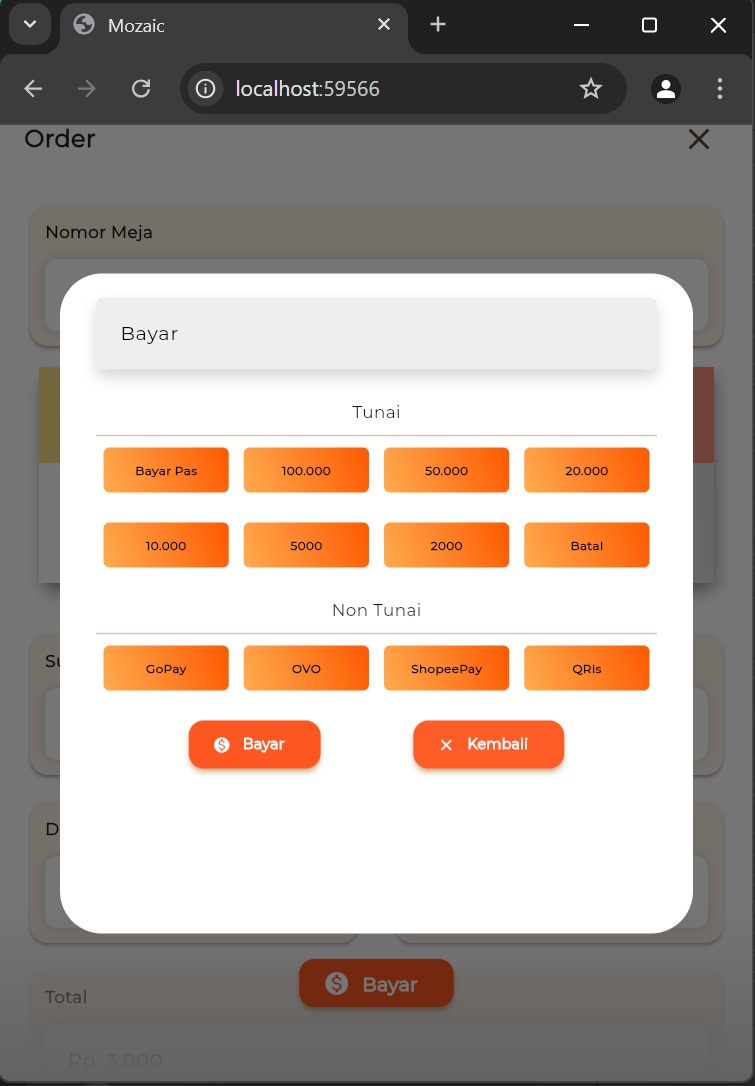 Mozaic
localhost:59566
Order
Nomor Meja
Bayar
Tunai
Bayar Pas 100.000 50.000 20.000
10.000 5000 2000 Batal
Non Tunai
GoPay OVO ShopeePay QRis
Bayar Kembali
Bayar
Total
Rp. 3.000